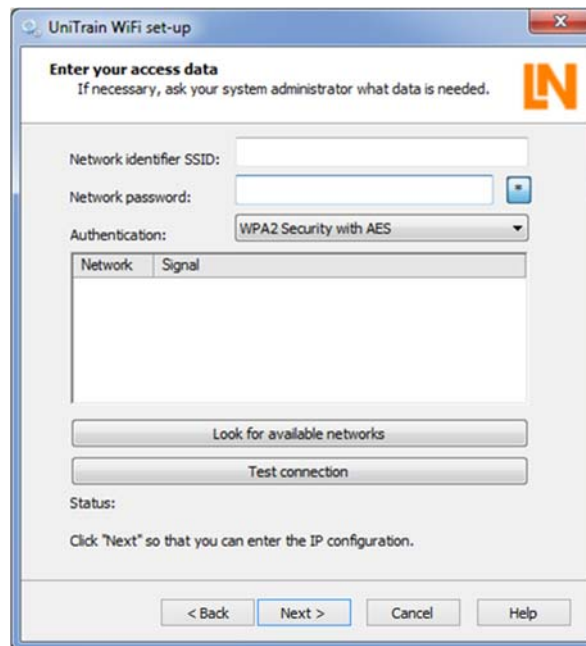 UniTrain WiFi set-up
Enter your access data
If necessary, ask your system administrator what data is needed.
LN
Network identifier SSID:
Network password:
*
Authentication: WPA2 Security with AES
Network Signal
Look for available networks
Test connection
Status:
Click "Next" so that you can enter the IP configuration.
< Back Next > Cancel Help